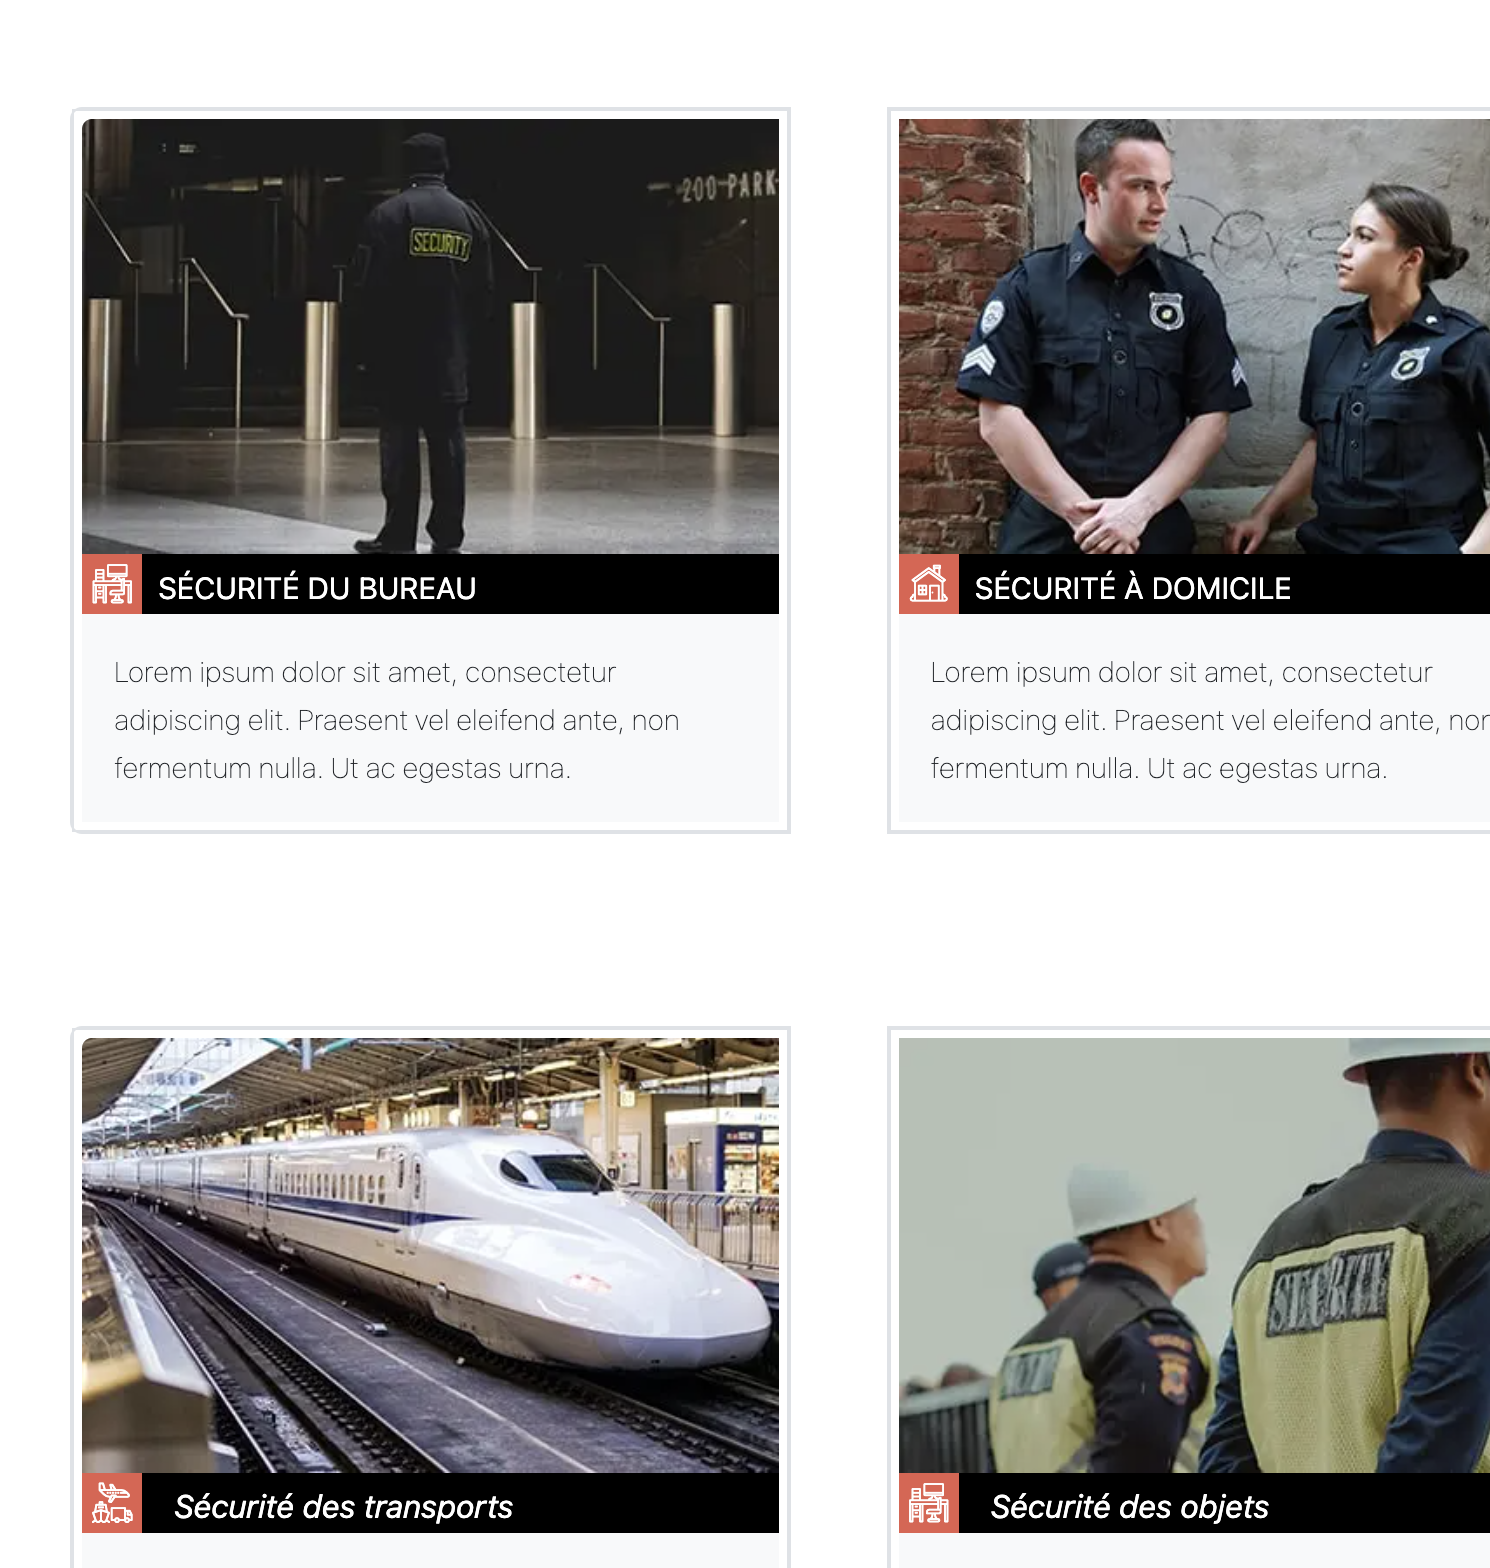 200 PARK
SECURITY
SÉCURITÉ DU BUREAU
Lorem ipsum dolor sit amet, consectetur
adipiscing elit. Praesent vel eleifend ante, non
fermentum nulla. Ut ac egestas urna.
SÉCURITÉ À DOMICILE
Lorem ipsum dolor sit amet, consectetur
adipiscing elit. Praesent vel eleifend ante, non
fermentum nulla. Ut ac egestas urna.
Sécurité des transports
SECURITY
Sécurité des objets